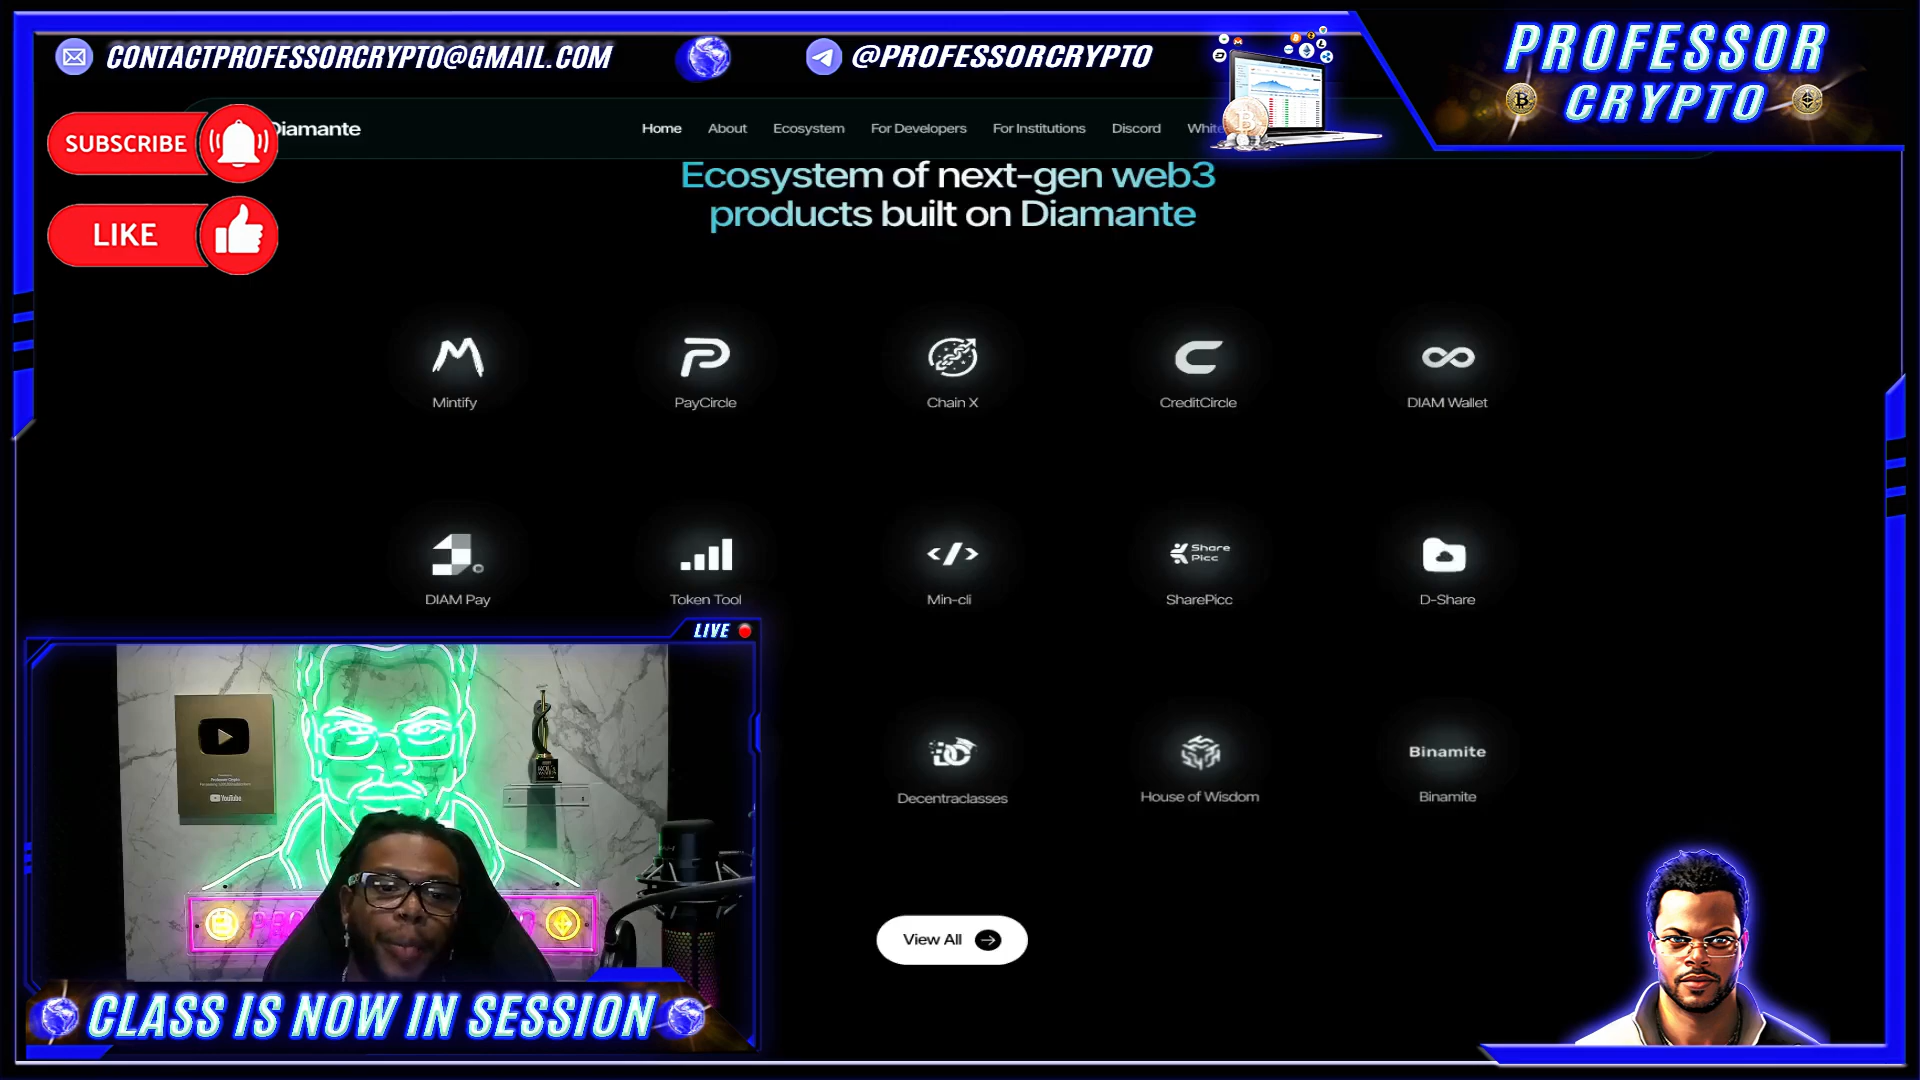 CONTACTPROFESSORCRYPTO@GMAIL.COM
@PROFESSORCRYPTO
PROFESSOR
CRYPTO
SUBSCRIBE
LIKE
Diamante
Home
About
Ecosystem
For Developers
For Institutions
Discord
Ecosystem of next-gen web3
products built on Diamante
Mintify
PayCircle
Chain X
CreditCircle
DIAM Wallet
Share
Picc
DIAM Pay
Token Tool
Min-cli
SharePicc
D-Share
LIVE
Binamite
Decentraclasses
House of Wisdom
Binamite
YouTube
View All
CLASS IS NOW IN SESSION